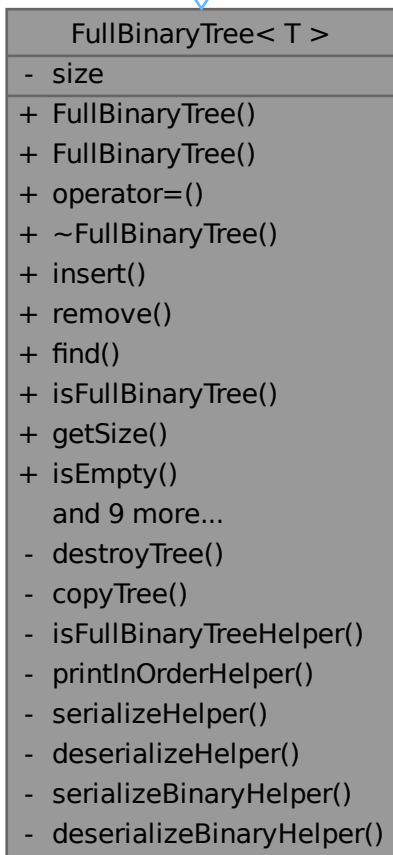 FullBinaryTree< T >
- size
+ FullBinaryTree()
+ FullBinaryTree()
+ operator=()
+ ~FullBinaryTree()
+ insert()
+ remove()
+ find()
+ isFullBinaryTree()
+ getSize()
+ isEmpty()
and 9 more...
- destroyTree()
- copyTree()
- isFullBinaryTreeHelper()
- printInOrderHelper()
- serializeHelper()
- deserializeHelper()
- serializeBinaryHelper()
- deserializeBinaryHelper()